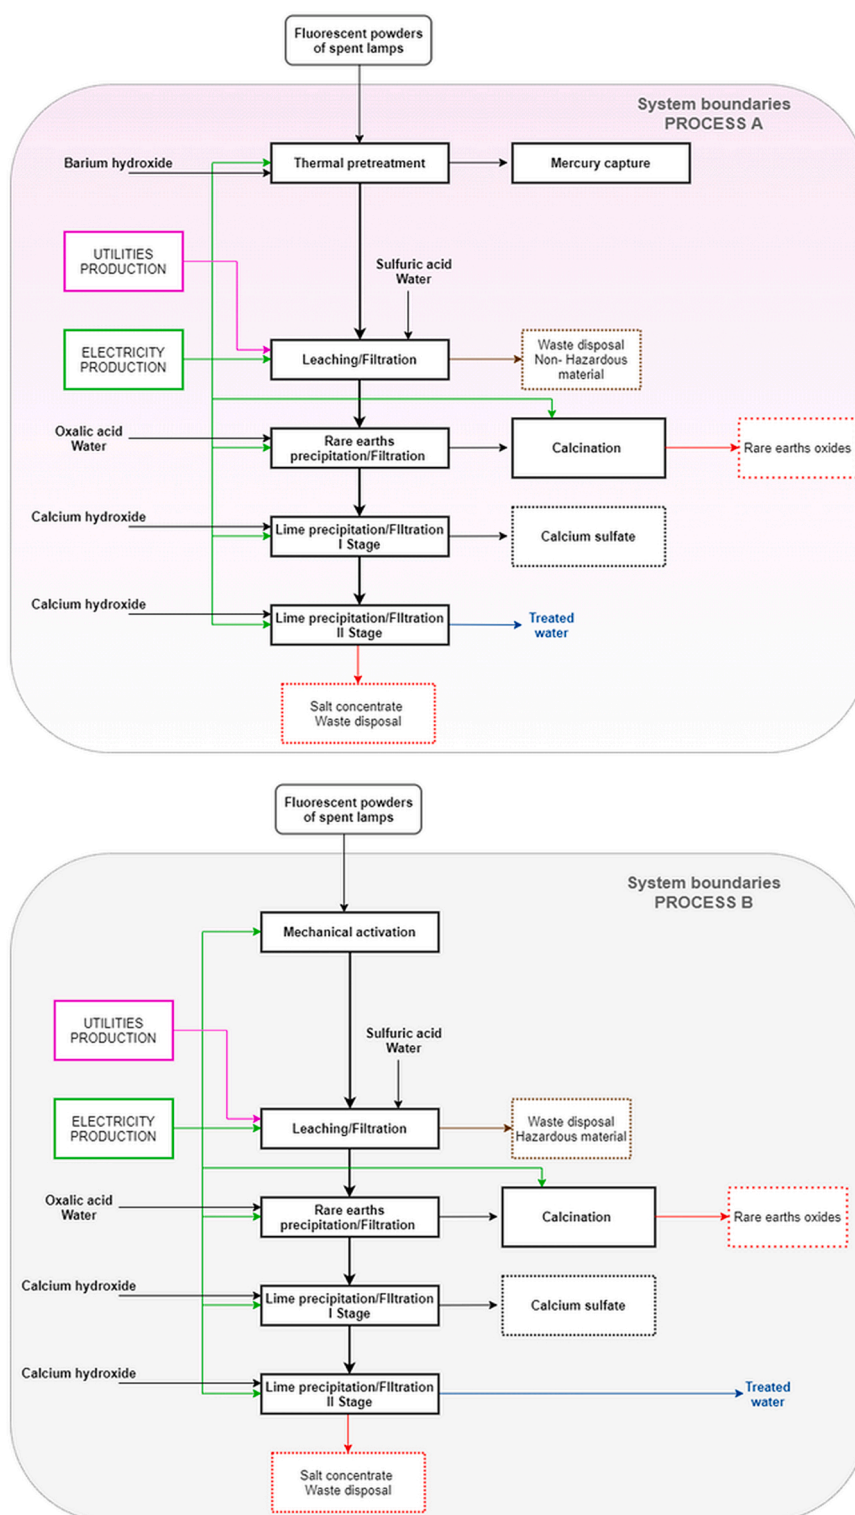 Fluorescent powders
of spent lamps
System boundaries
PROCESS A
Barium hydroxide
Thermal pretreatment
Mercury capture
UTILITIES
PRODUCTION
Sulfuric acid
Water
ELECTRICITY
PRODUCTION
Leaching/Filtration
Waste disposal
Non- Hazardous
material
Oxalic acid
Water
Rare earths
precipitation/Filtration
Calcination
Rare earths oxides
Calcium hydroxide
Lime precipitation/FIltration
I Stage
Calcium sulfate
Calcium hydroxide
Lime precipitation/FIltration
II Stage
Treated
water
Salt concentrate
Waste disposal
Fluorescent powders
of spent lamps
System boundaries
PROCESS B
Mechanical activation
UTILITIES
PRODUCTION
Sulfuric acid
Water
ELECTRICITY
PRODUCTION
Leaching/Filtration
Waste disposal
Hazardous material
Oxalic acid
Water
Rare earths
precipitation/Filtration
Calcination
Rare earths oxides
Calcium hydroxide
Lime precipitation/FIltration
I Stage
Calcium sulfate
Calcium hydroxide
Lime precipitation/FIltration
II Stage
Treated
water
Salt concentrate
Waste disposal